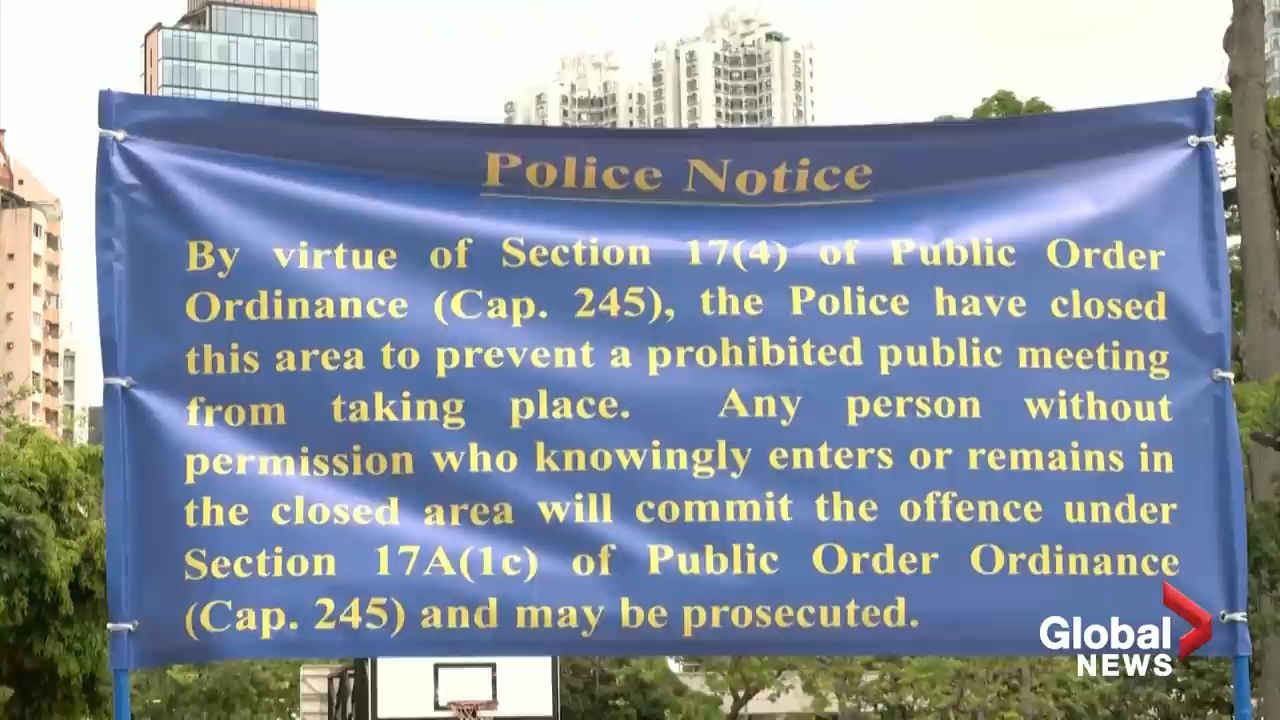 Police Notice
By virtue of Section 17(4) of Public Order
Ordinance (Cap. 245), the Police have closed
this area to prevent a prohibited public meeting
from taking place. Any person without
permission who knowingly enters or remains in
the closed area will commit the offence under
Section 17A(1c) of Public Order Ordinance
(Cap. 245) and may be prosecuted.
Global
NEWS